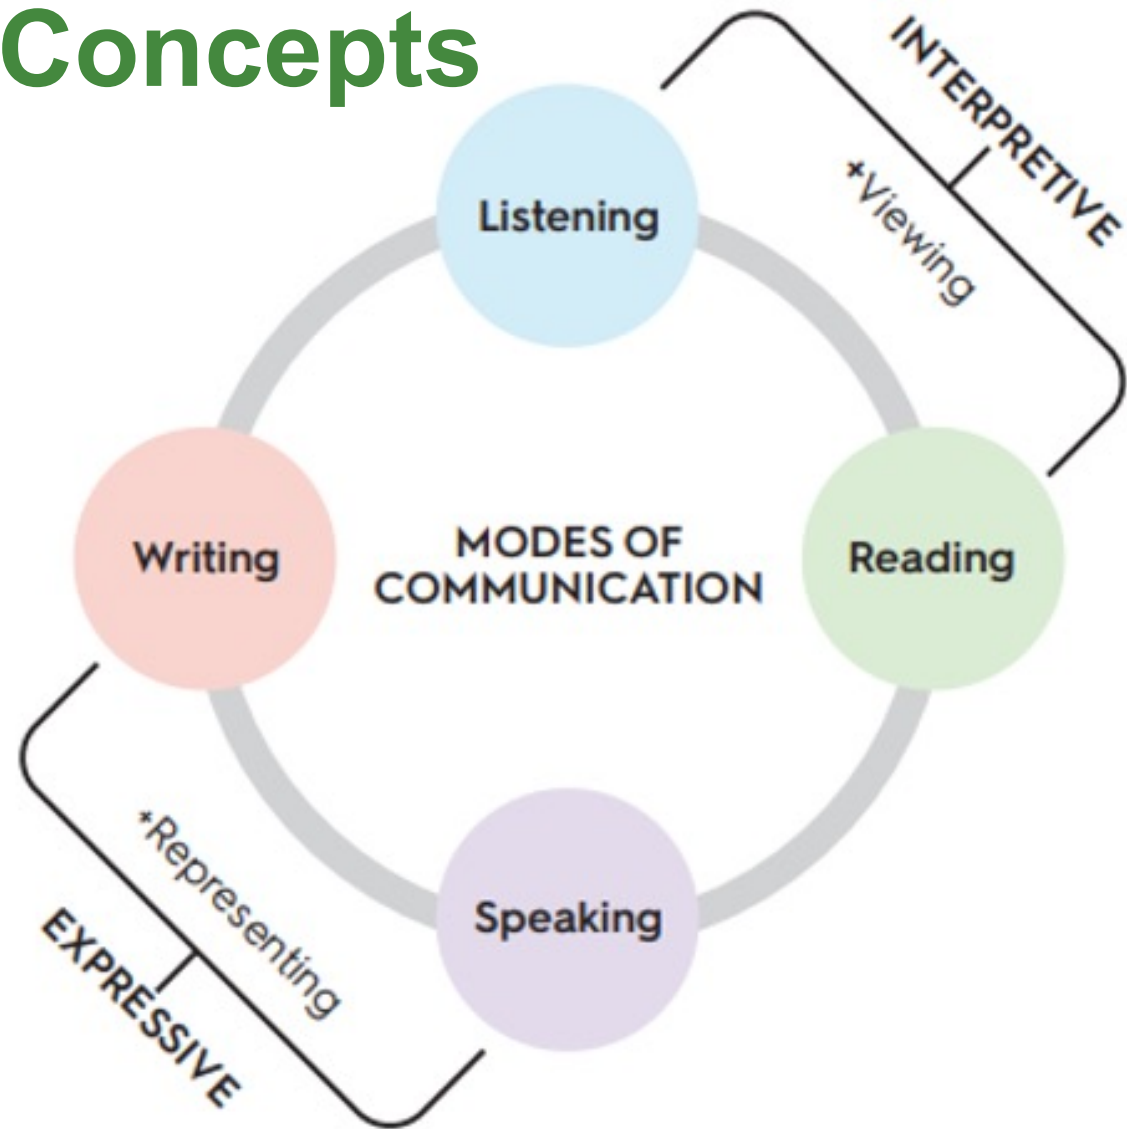 Concepts
INTERPRETIVE
+Viewing
Listening
Writing
MODES OF
COMMUNICATION
Reading
+Representing
EXPRESSIVE
Speaking